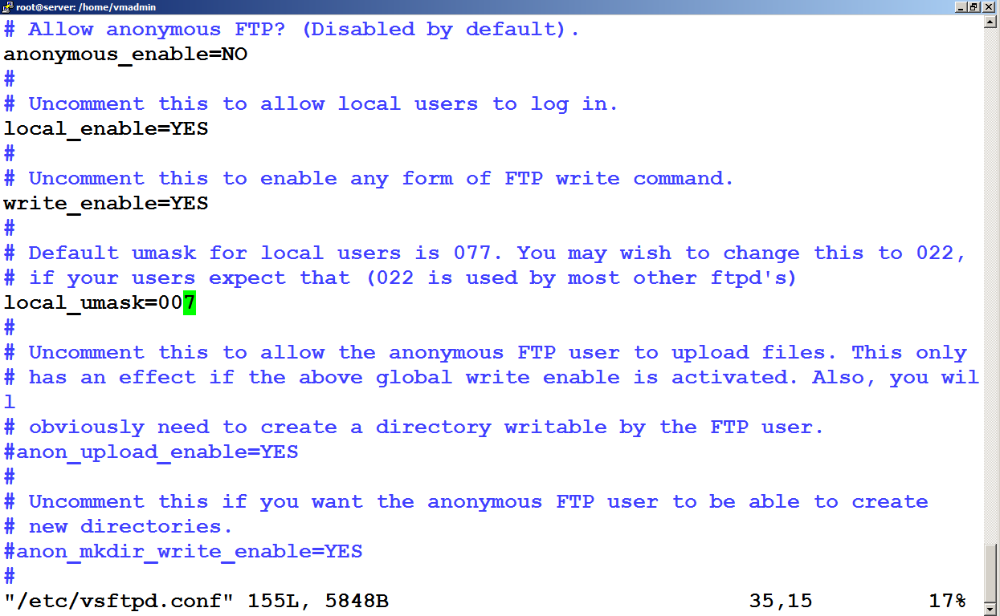 root@server: /home/vmadmin
# Allow anonymous FTP? (Disabled by default).
anonymous_enable=NO
#
# Uncomment this to allow local users to log in.
local_enable=YES
#
# Uncomment this to enable any form of FTP write command.
write_enable=YES
#
# Default umask for local users is 077. You may wish to change this to 022,
# if your users expect that (022 is used by most other ftpd's)
local_umask=007
#
# Uncomment this to allow the anonymous FTP user to upload files. This only
# has an effect if the above global write enable is activated. Also, you wil
l
# obviously need to create a directory writable by the FTP user.
#anon_upload_enable=YES
#
# Uncomment this if you want the anonymous FTP user to be able to create
# new directories.
#anon_mkdir_write_enable=YES
#
"/etc/vsftpd.conf" 155L, 5848B 35,15 17%